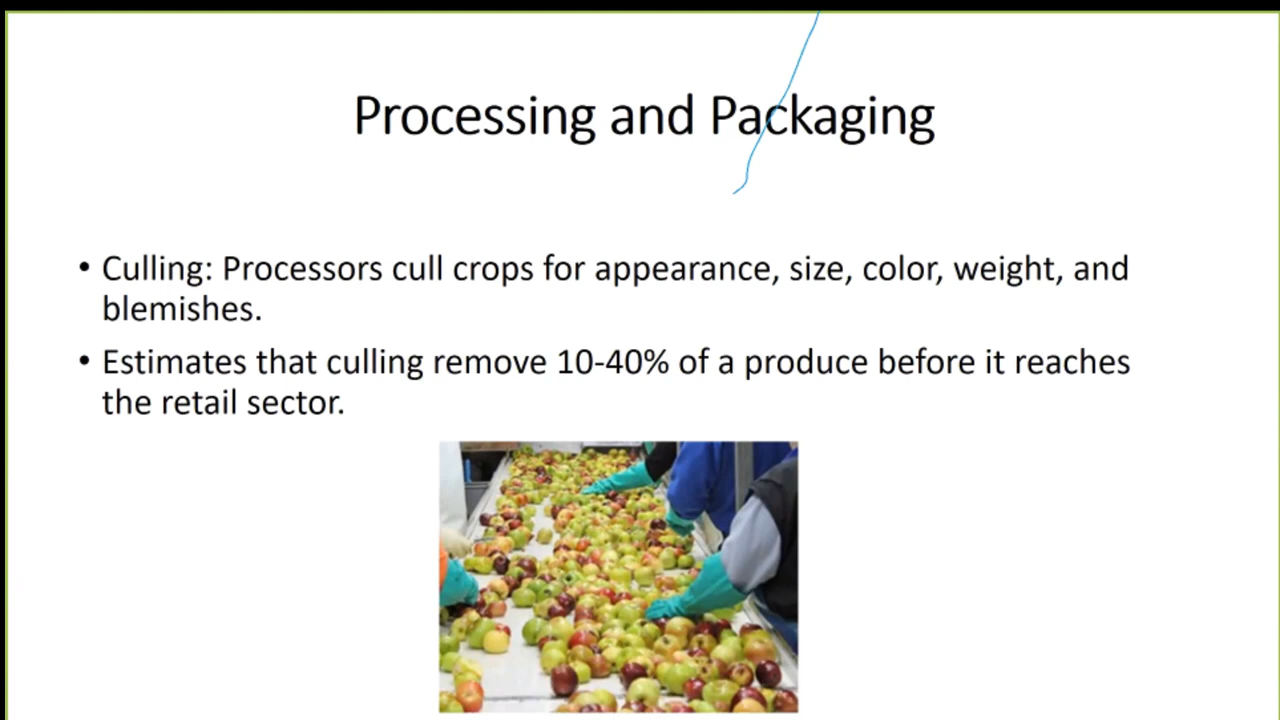 Processing and Packaging
• Culling: Processors cull crops for appearance, size, color, weight, and
blemishes.
• Estimates that culling remove 10-40% of a produce before it reaches
the retail sector.